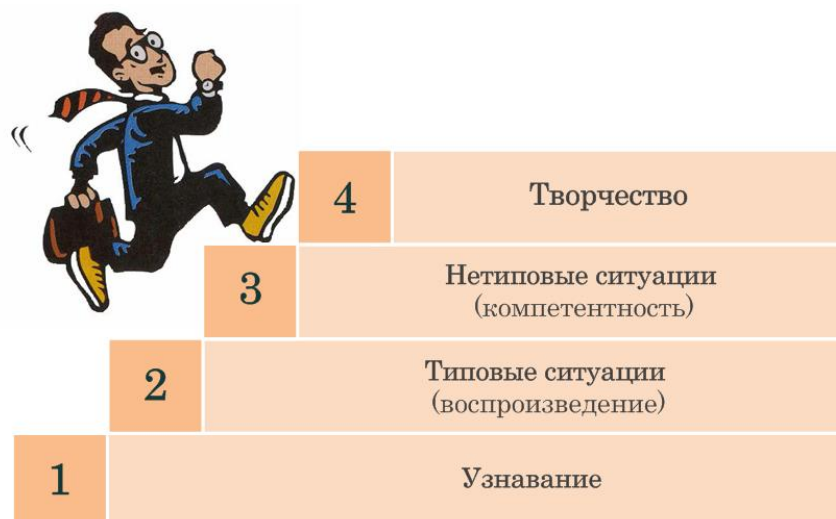 4
Творчество
3
Нетиповые ситуации
(компетентность)
2
Типовые ситуации
(воспроизведение)
1
Узнавание